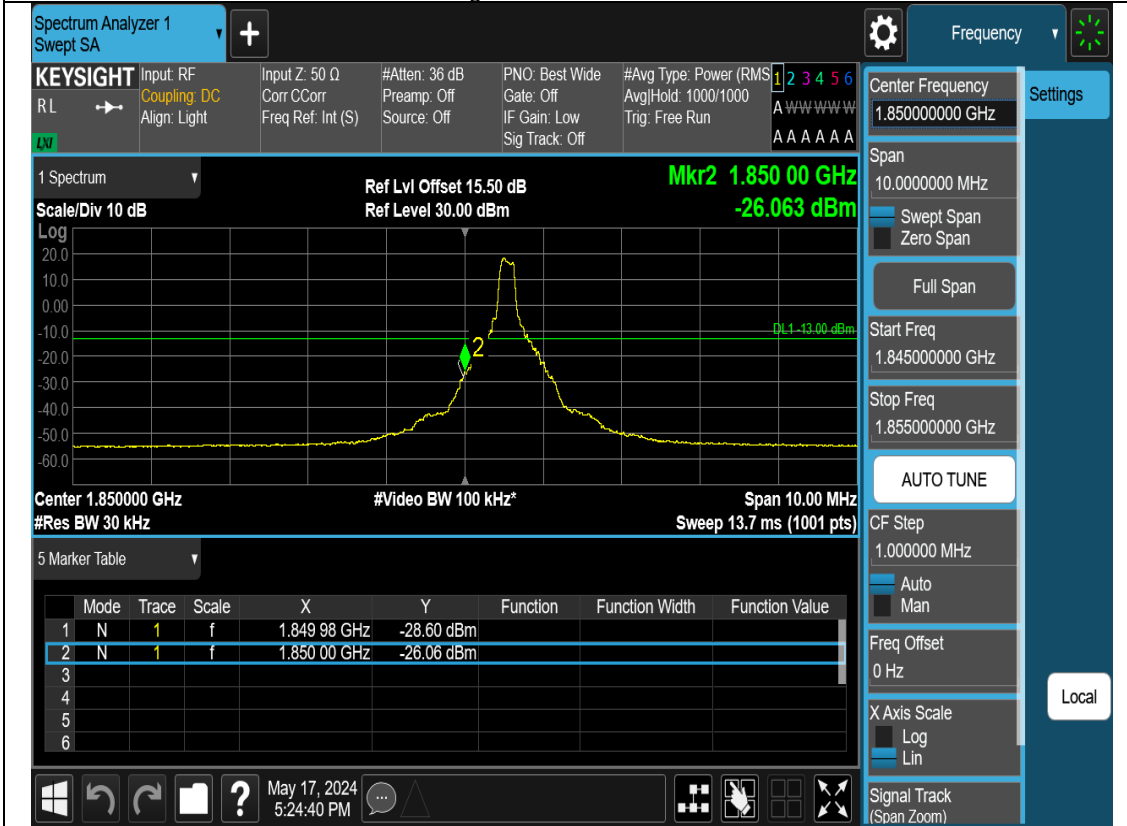 Spectrum Analyzer 1
Swept SA
+
Frequency
KEYSIGHT
R L
LXI
Input: RF
Coupling: DC
Align: Light
Input Z: 50 Ω
Corr CCorr
Freq Ref: Int (S)
#Atten: 36 dB
Preamp: Off
Source: Off
PNO: Best Wide
Gate: Off
IF Gain: Low
Sig Track: Off
#Avg Type: Power (RMS
Avg|Hold: 1000/1000
Trig: Free Run
1 2 3 4 5 6
A W W W W W
A A A A A A
1 Spectrum
Scale/Div 10 dB
Ref Lvl Offset 15.50 dB
Ref Level 30.00 dBm
Mkr2 1.850 00 GHz
-26.063 dBm
Log
20.0
10.0
0.00
-10.0
-20.0
-30.0
-40.0
-50.0
-60.0
DL1 -13.00 dBm
2
Center 1.850000 GHz
#Video BW 100 kHz*
Span 10.00 MHz
#Res BW 30 kHz
Sweep 13.7 ms (1001 pts)
5 Marker Table
Mode Trace Scale X Y Function Function Width Function Value
1 N 1 f 1.849 98 GHz -28.60 dBm
2 N 1 f 1.850 00 GHz -26.06 dBm
3
4
5
6
?
May 17, 2024
5:24:40 PM
Center Frequency
1.850000000 GHz
Settings
Span
10.0000000 MHz
Swept Span
Zero Span
Full Span
Start Freq
1.845000000 GHz
Stop Freq
1.855000000 GHz
AUTO TUNE
CF Step
1.000000 MHz
Auto
Man
Freq Offset
0 Hz
Local
X Axis Scale
Log
Lin
Signal Track
(Span Zoom)